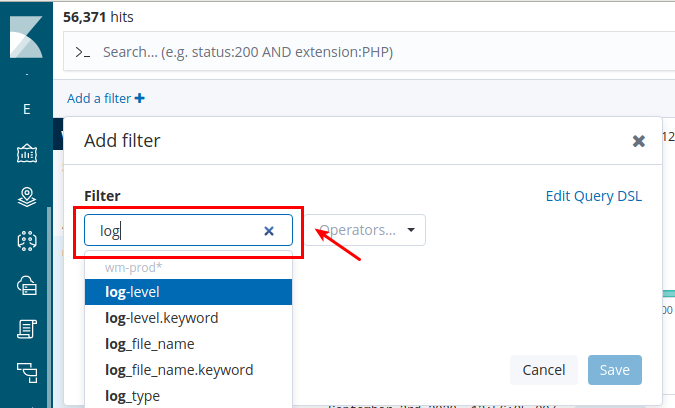 56,371 hits
>_ Search... (e.g. status:200 AND extension:PHP)
Add a filter +
E
Add filter
12
Filter
Edit Query DSL
log
Operators...
wm-prod*
log-level
log-level.keyword
log_file_name
log_file_name.keyword
log_type
Cancel
Save
00